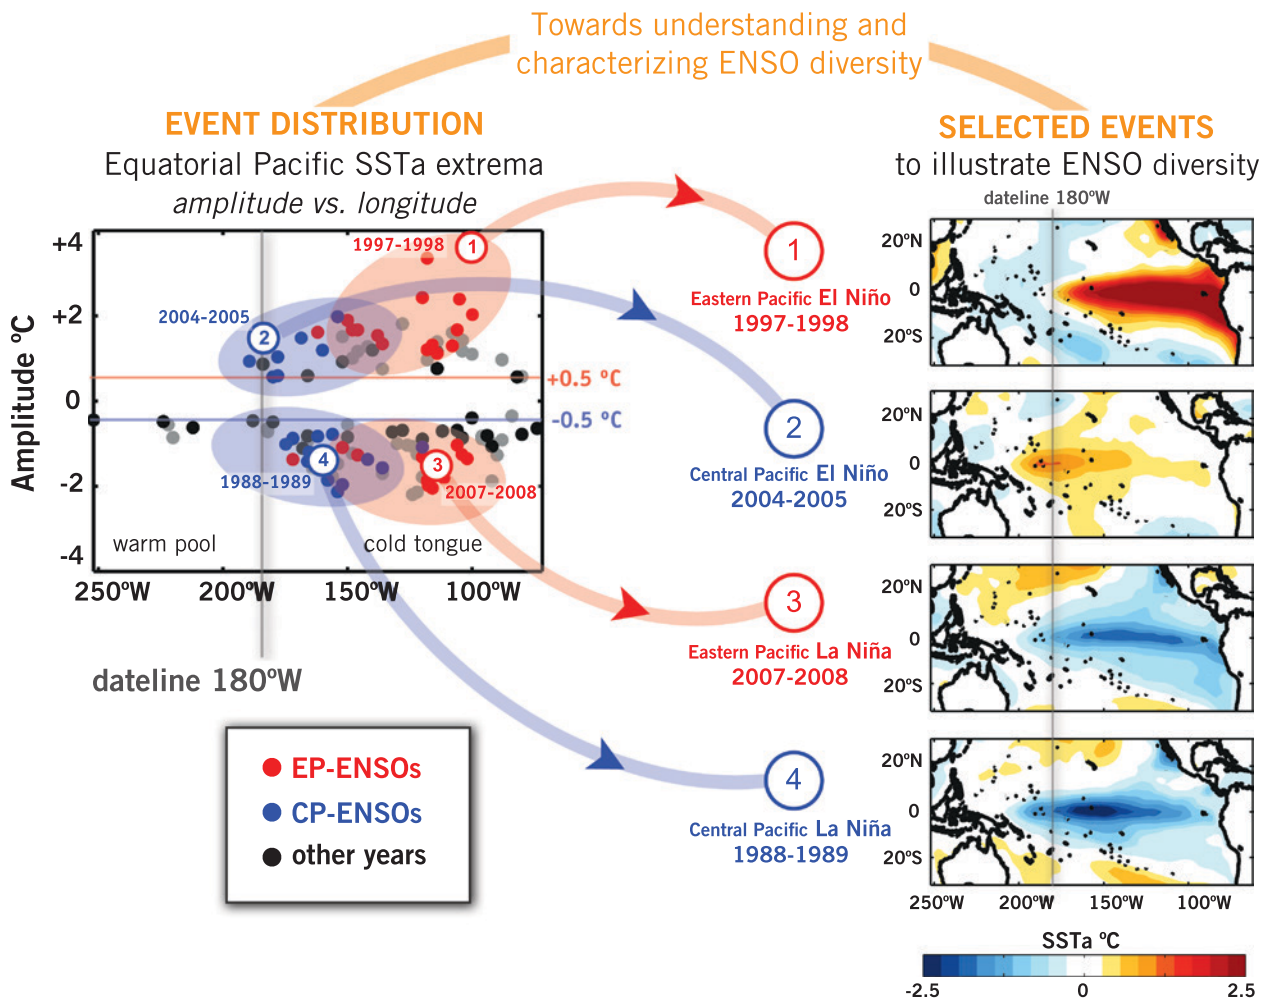 Towards understanding and
characterizing ENSO diversity
EVENT DISTRIBUTION
Equatorial Pacific SSTa extrema
amplitude vs. longitude
SELECTED EVENTS
to illustrate ENSO diversity
dateline 180ºW
Amplitude ºC
+4
+2
0
-2
-4
1997-1998
1
2004-2005
2
+0.5 ºC
-0.5 ºC
1988-1989
4
3
2007-2008
warm pool
cold tongue
250ºW
200ºW
150ºW
100ºW
dateline 180ºW
EP-ENSOs
CP-ENSOs
other years
1
Eastern Pacific El Niño
1997-1998
2
Central Pacific El Niño
2004-2005
3
Eastern Pacific La Niña
2007-2008
4
Central Pacific La Niña
1988-1989
20ºN
0
20ºS
20ºN
0
20ºS
20ºN
0
20ºS
20ºN
0
20ºS
250ºW
200ºW
150ºW
100ºW
SSTa ºC
-2.5
0
2.5